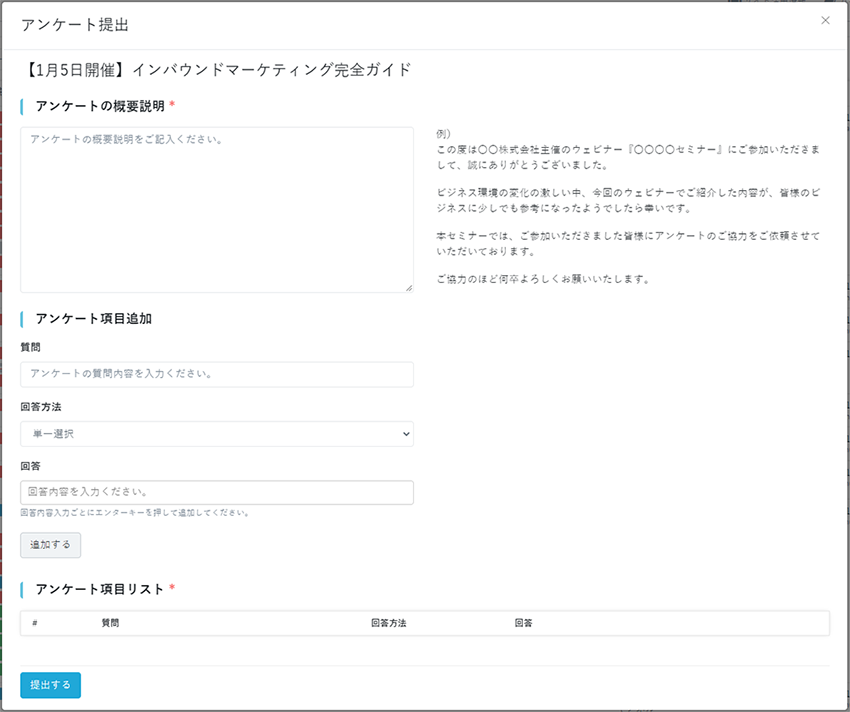 アンケート提出
×
【1月5日開催】インバウンドマーケティング完全ガイド
アンケートの概要説明 *
アンケートの概要説明をご記入ください。
例）
この度は〇〇株式会社主催のウェビナー『〇〇〇〇セミナー』にご参加いただきま
して、誠にありがとうございました。
ビジネス環境の変化の激しい中、今回のウェビナーでご紹介した内容が、皆様のビ
ジネスに少しでも参考になったようでしたら幸いです。
本セミナーでは、ご参加いただきました皆様にアンケートのご協力をご依頼させて
いただいております。
ご協力のほど何卒よろしくお願いいたします。
アンケート項目追加
質問
アンケートの質問内容を入力ください。
回答方法
単一選択
回答
回答内容を入力ください。
回答内容入力ごとにエンターキーを押して追加してください。
追加する
アンケート項目リスト *
# 質問 回答方法 回答
提出する